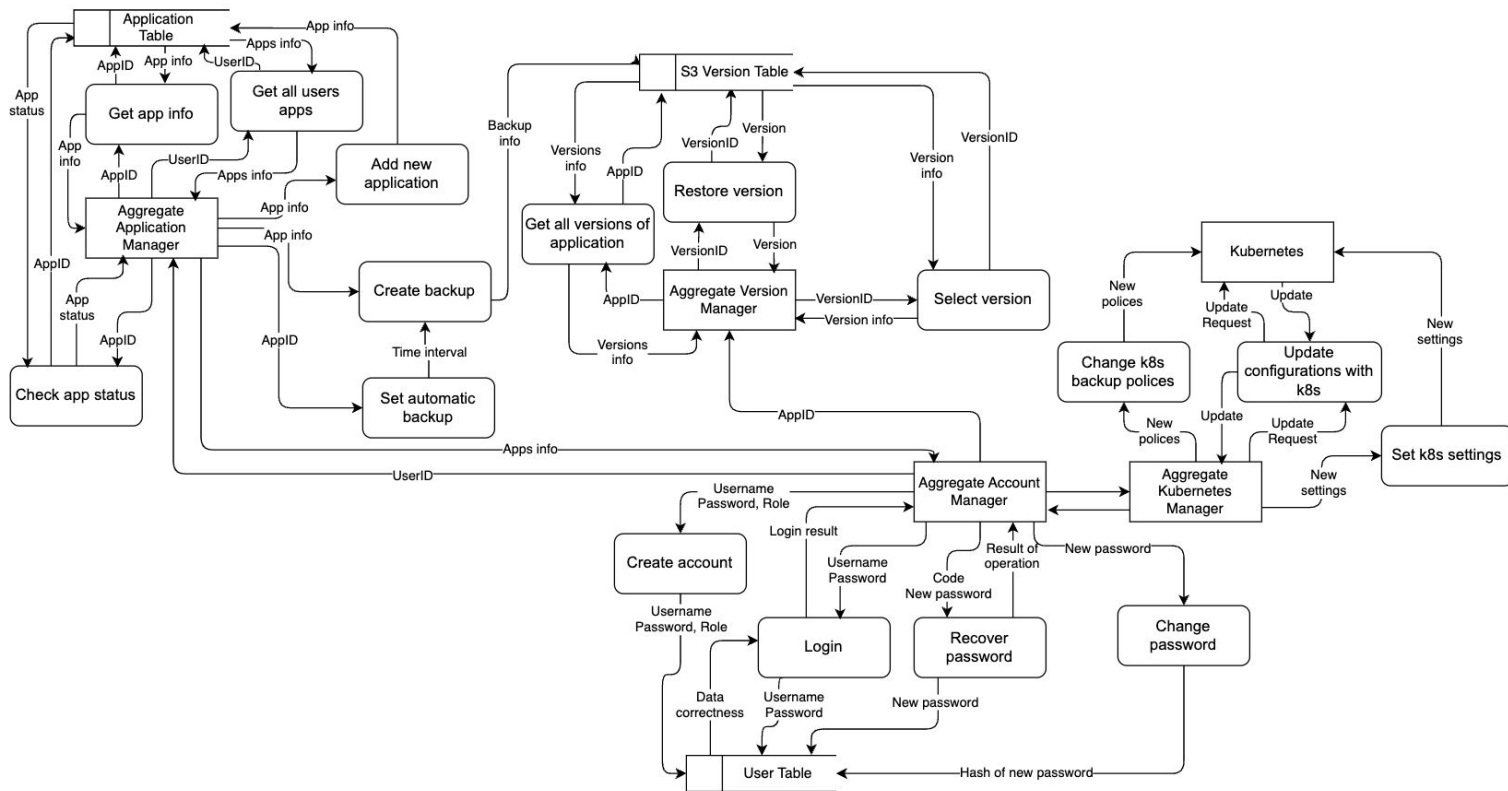 Application
Table
App info
Apps info
UserID
App info
AppID
App
status
Get app info
Get all users
apps
App
info
AppID
UserID
Apps info
Add new
application
App info
App info
Aggregate
Application
Manager
AppID
App
status
AppID
Check app status
AppID
Create backup
Time interval
Set automatic
backup
Backup
info
S3 Version Table
Versions
info
AppID
VersionID
Version
Version
info
VersionID
Restore version
Get all versions of
application
VersionID
Version
AppID
Aggregate Version
Manager
VersionID
Version info
Select version
Versions
info
AppID
Kubernetes
New
polices
Update
Request
Update
New
settings
Change k8s
backup polices
Update
configurations with
k8s
New
polices
Update
Update
Request
Set k8s settings
New
settings
Aggregate
Kubernetes
Manager
Apps info
UserID
Aggregate Account
Manager
Username
Password, Role
Login result
Create account
Username
Password
Code
New password
Result of
operation
New password
Username
Password, Role
Login
Recover
password
Change
password
Data
correctness
Username
Password
New password
User Table
Hash of new password